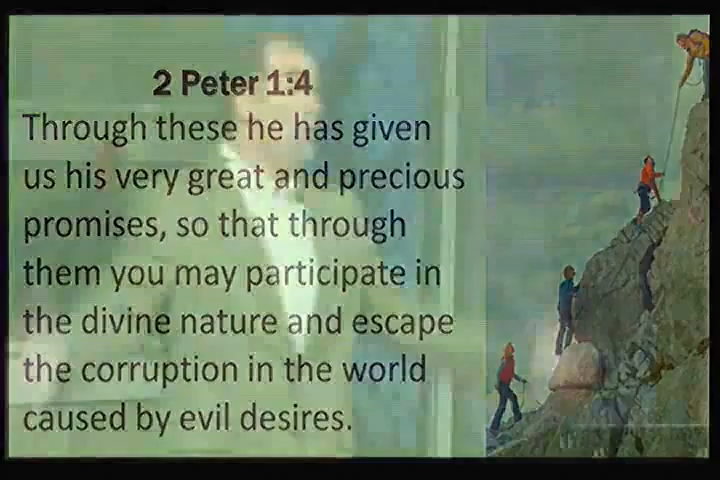 2 Peter 1:4
Through these he has given
us his very great and precious
promises, so that through
them you may participate in
the divine nature and escape
the corruption in the world
caused by evil desires.